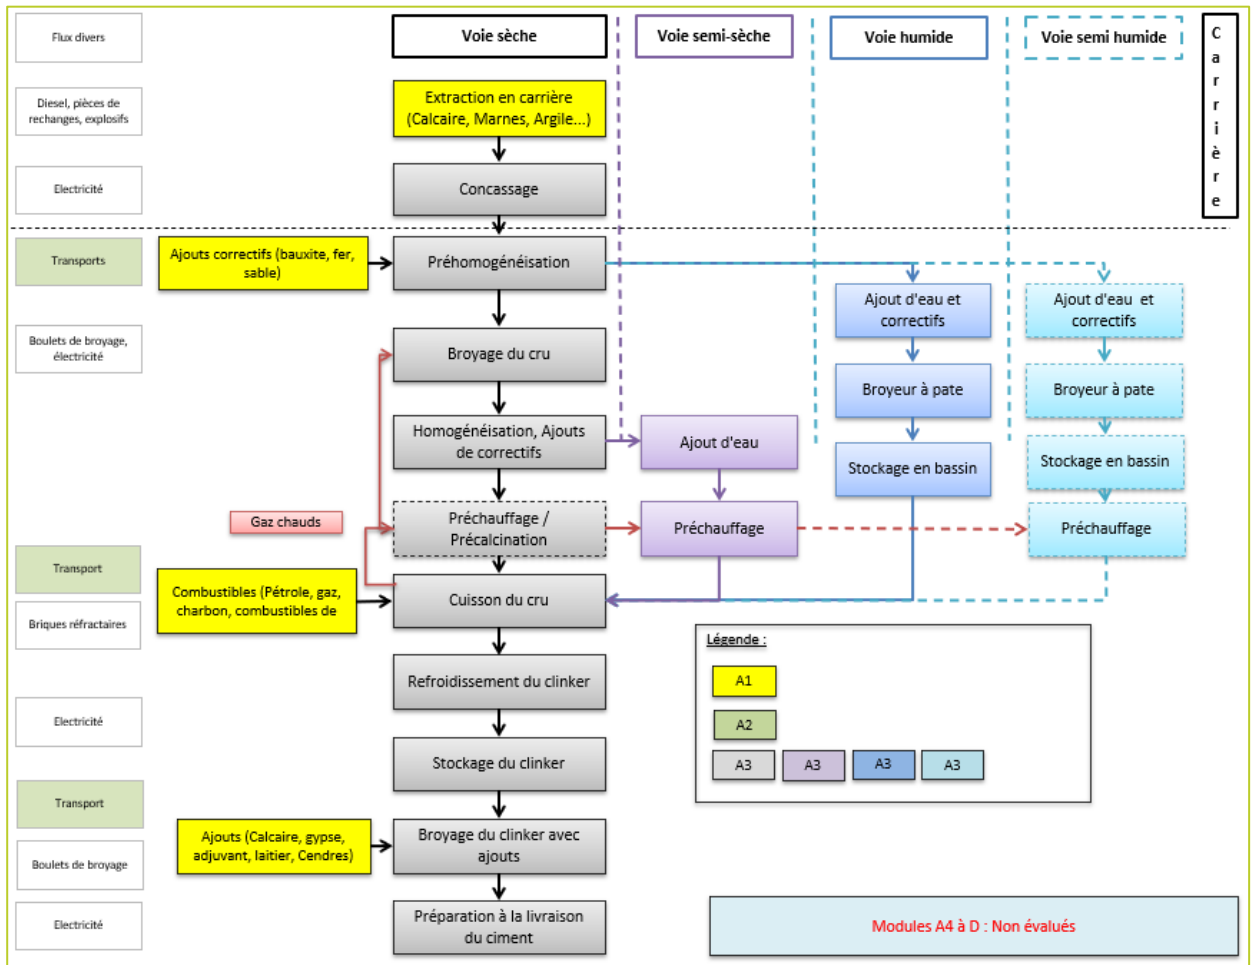 Flux divers
Voie sèche
Voie semi-sèche
Voie humide
Voie semi humide
Carrière
Diesel, pièces de
rechanges, explosifs
Extraction en carrière
(Calcaire, Marnes, Argile...)
Electricité
Concassage
Transports
Ajouts correctifs (bauxite, fer,
sable)
Préhomogénéisation
Ajout d'eau et
correctifs
Ajout d'eau et
correctifs
Boulets de broyage,
électricité
Broyage du cru
Broyeur à pate
Broyeur à pate
Homogénéisation, Ajouts
de correctifs
Ajout d'eau
Stockage en bassin
Stockage en bassin
Gaz chauds
Préchauffage /
Précalcination
Préchauffage
Préchauffage
Transport
Combustibles (Pétrole, gaz,
charbon, combustibles de
Cuisson du cru
Briques réfractaires
Légende :
A1
A2
A3
A3
A3
A3
Refroidissement du clinker
Electricité
Stockage du clinker
Transport
Ajouts (Calcaire, gypse,
adjuvant, laitier, Cendres)
Broyage du clinker avec
ajouts
Boulets de broyage
Electricité
Préparation à la livraison
du ciment
Modules A4 à D : Non évalués